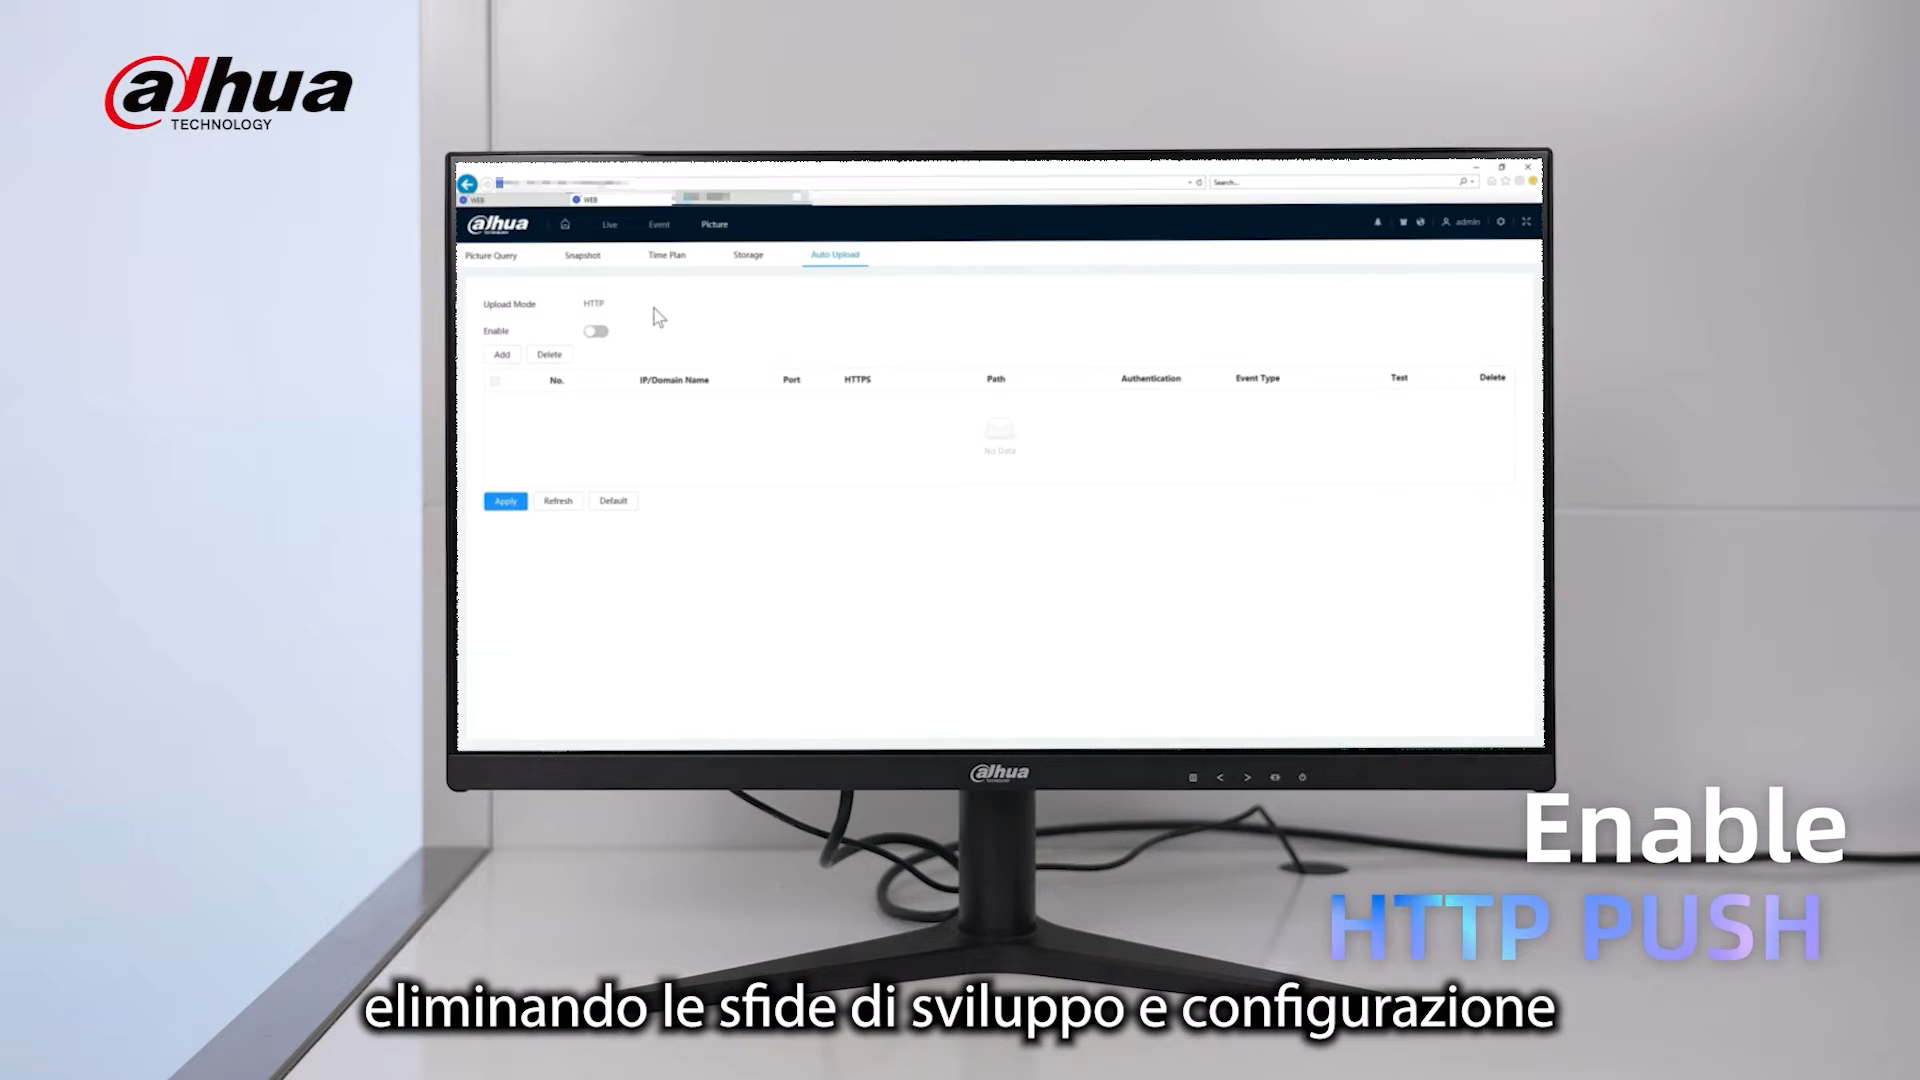 alhua
TECHNOLOGY
Search...
WEB
WEB
alhua
TECHNOLOGY
Live
Event
Picture
admin
Picture Query
Snapshot
Time Plan
Storage
Auto Upload
Upload Mode
HTTP
Enable
Add
Delete
No.
IP/Domain Name
Port
HTTPS
Path
Authentication
Event Type
Test
Delete
No Data
Apply
Refresh
Default
alhua
TECHNOLOGY
Enable
HTTP PUSH
eliminando le sfide di sviluppo e configurazione